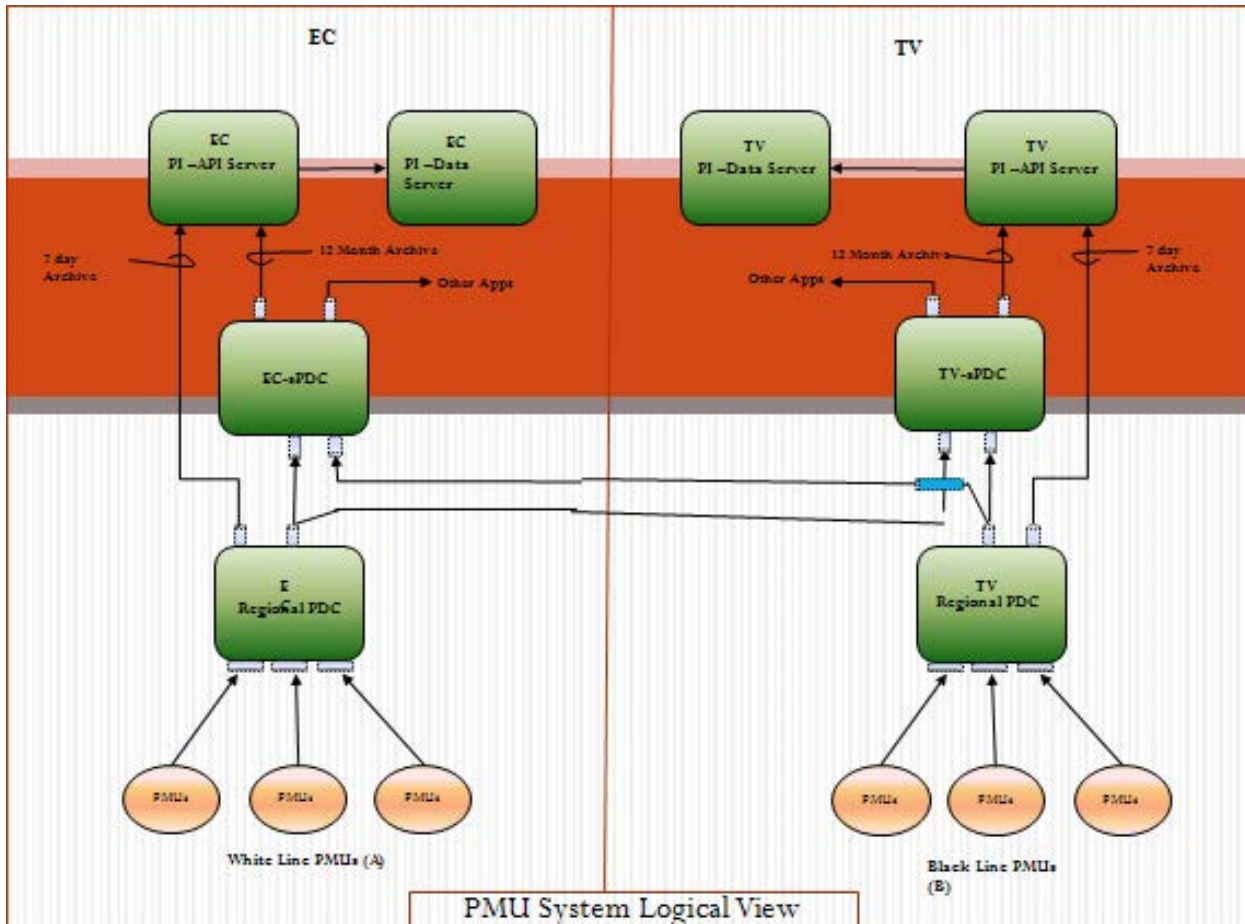 EC
TV
EC
PI –API Server
EC
PI –Data
Server
TV
PI –Data Server
TV
PI –API Server
7 day
Archive
12 Month Archive
Other Apps
12 Month Archive
Other Apps
7 day
Archive
EC-sPDC
TV-sPDC
E
C
Regional PDC
TV
Regional PDC
PMUs
PMUs
PMUs
PMUs
PMUs
PMUs
White Line PMUs (A)
Black Line PMUs
(B)
PMU System Logical View